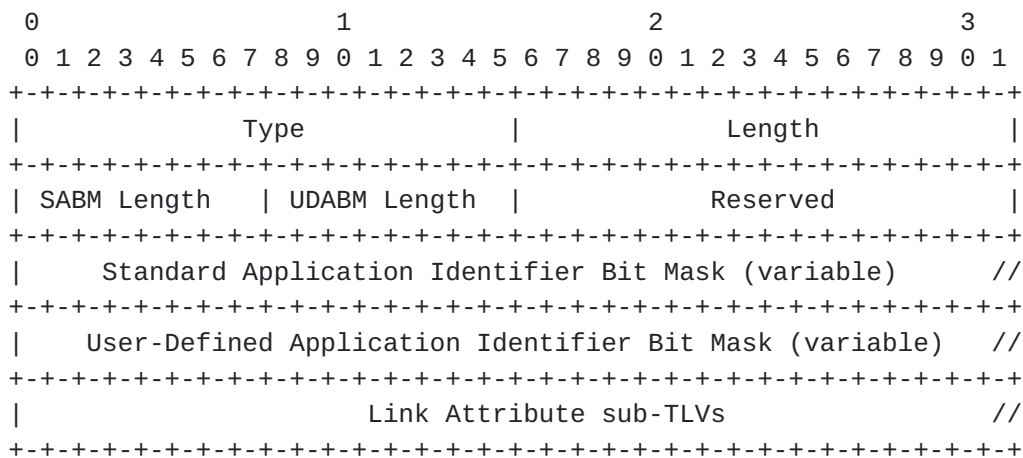 0                   1                   2                   3
 0 1 2 3 4 5 6 7 8 9 0 1 2 3 4 5 6 7 8 9 0 1 2 3 4 5 6 7 8 9 0 1
+-+-+-+-+-+-+-+-+-+-+-+-+-+-+-+-+-+-+-+-+-+-+-+-+-+-+-+-+-+-+-+-+
|              Type             |             Length            |
+-+-+-+-+-+-+-+-+-+-+-+-+-+-+-+-+-+-+-+-+-+-+-+-+-+-+-+-+-+-+-+-+
| SABM Length   | UDABM Length  |            Reserved           |
+-+-+-+-+-+-+-+-+-+-+-+-+-+-+-+-+-+-+-+-+-+-+-+-+-+-+-+-+-+-+-+-+
|     Standard Application Identifier Bit Mask (variable)      //
+-+-+-+-+-+-+-+-+-+-+-+-+-+-+-+-+-+-+-+-+-+-+-+-+-+-+-+-+-+-+-+-+
|    User-Defined Application Identifier Bit Mask (variable)   //
+-+-+-+-+-+-+-+-+-+-+-+-+-+-+-+-+-+-+-+-+-+-+-+-+-+-+-+-+-+-+-+-+
|                      Link Attribute sub-TLVs                 //
+-+-+-+-+-+-+-+-+-+-+-+-+-+-+-+-+-+-+-+-+-+-+-+-+-+-+-+-+-+-+-+-+